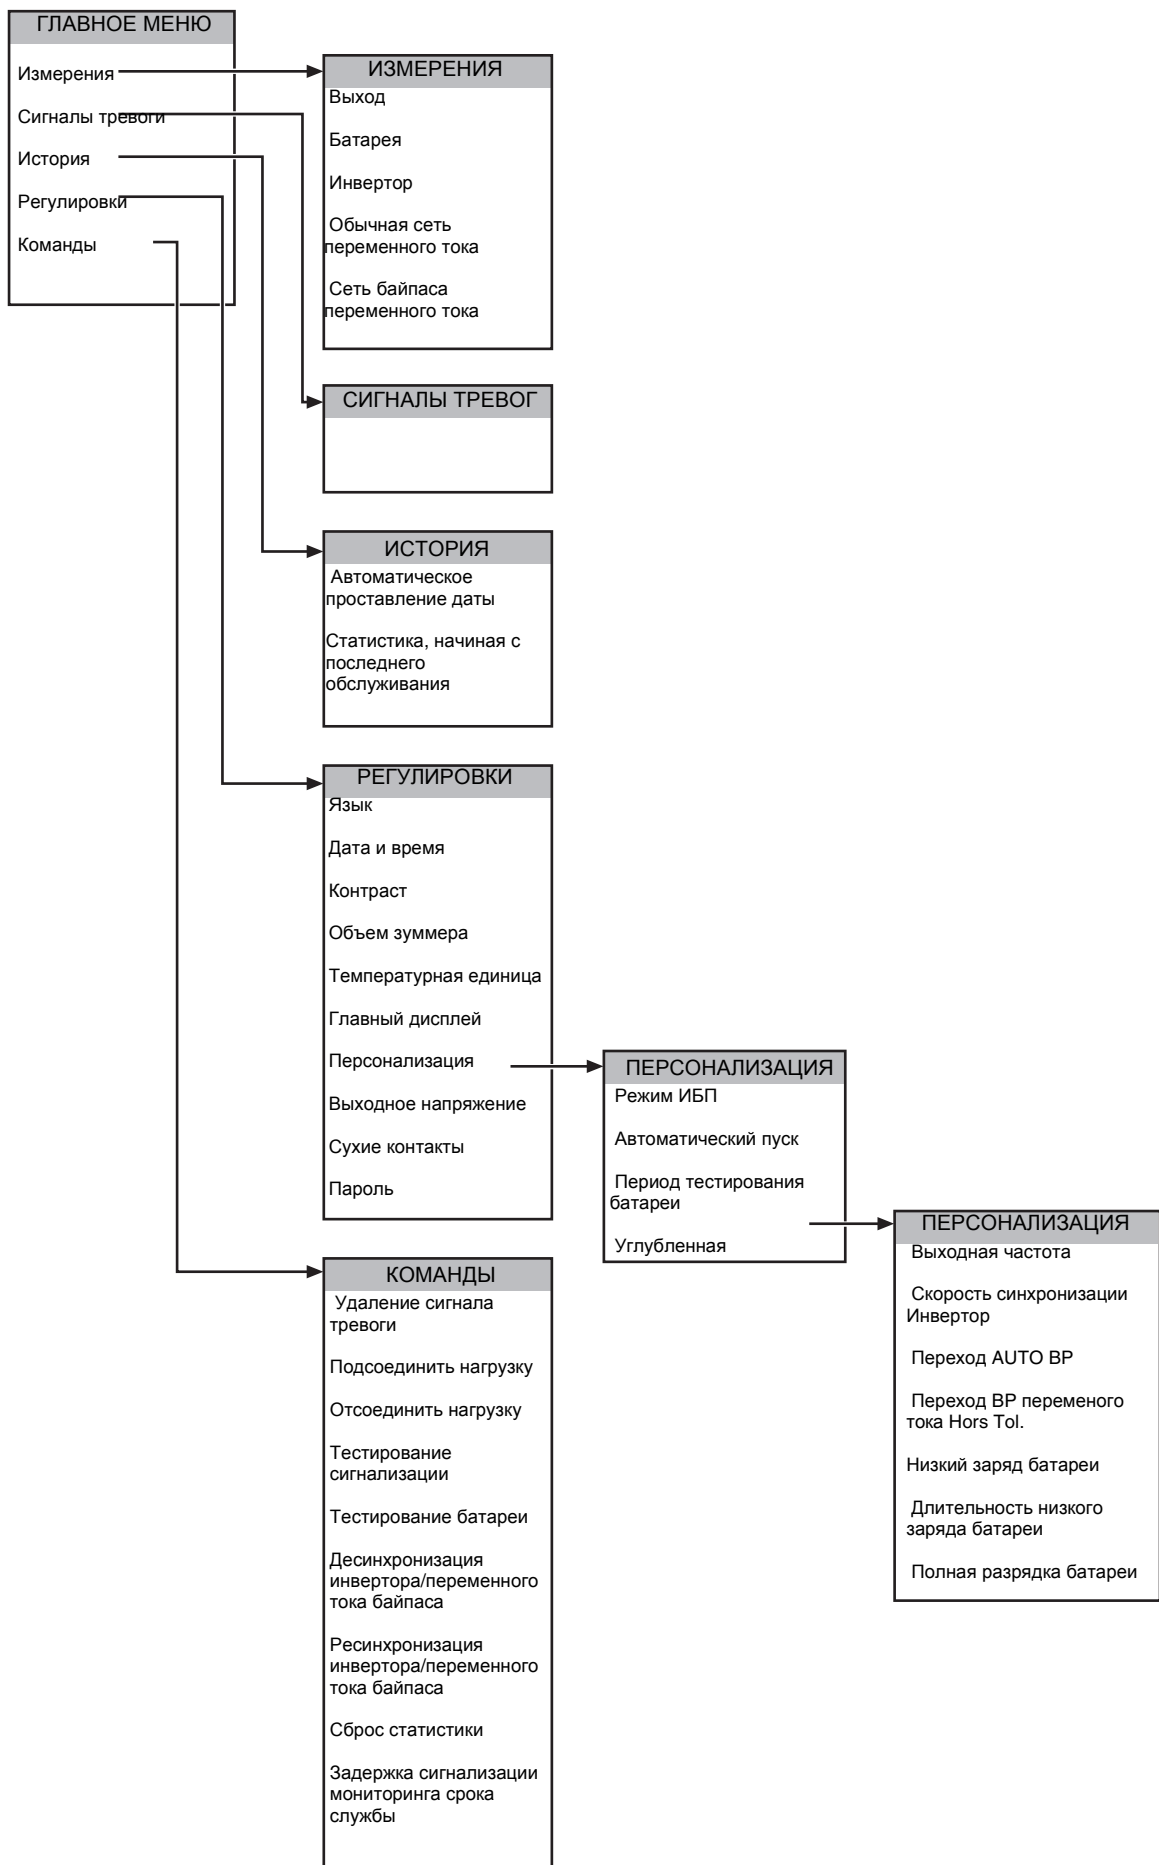 ГЛАВНОЕ МЕНЮ
Измерения
Сигналы тревоги
История
Регулировки
Команды
ИЗМЕРЕНИЯ
Выход
Батарея
Инвертор
Обычная сеть
переменного тока
Сеть байпаса
переменного тока
СИГНАЛЫ ТРЕВОГ
ИСТОРИЯ
Автоматическое
проставление даты
Статистика, начиная с
последнего
обслуживания
РЕГУЛИРОВКИ
Язык
Дата и время
Контраст
Объем зуммера
Температурная единица
Главный дисплей
Персонализация
Выходное напряжение
Сухие контакты
Пароль
ПЕРСОНАЛИЗАЦИЯ
Режим ИБП
Автоматический пуск
Период тестирования
батареи
Углубленная
ПЕРСОНАЛИЗАЦИЯ
Выходная частота
Скорость синхронизации
Инвертор
Переход AUTO BP
Переход BP переменого
тока Hors Tol.
Низкий заряд батареи
Длительность низкого
заряда батареи
Полная разрядка батареи
КОМАНДЫ
Удаление сигнала
тревоги
Подсоединить нагрузку
Отсоединить нагрузку
Тестирование
сигнализации
Тестирование батареи
Десинхронизация
инвертора/переменного
тока байпаса
Ресинхронизация
инвертора/переменного
тока байпаса
Сброс статистики
Задержка сигнализации
мониторинга срока
службы